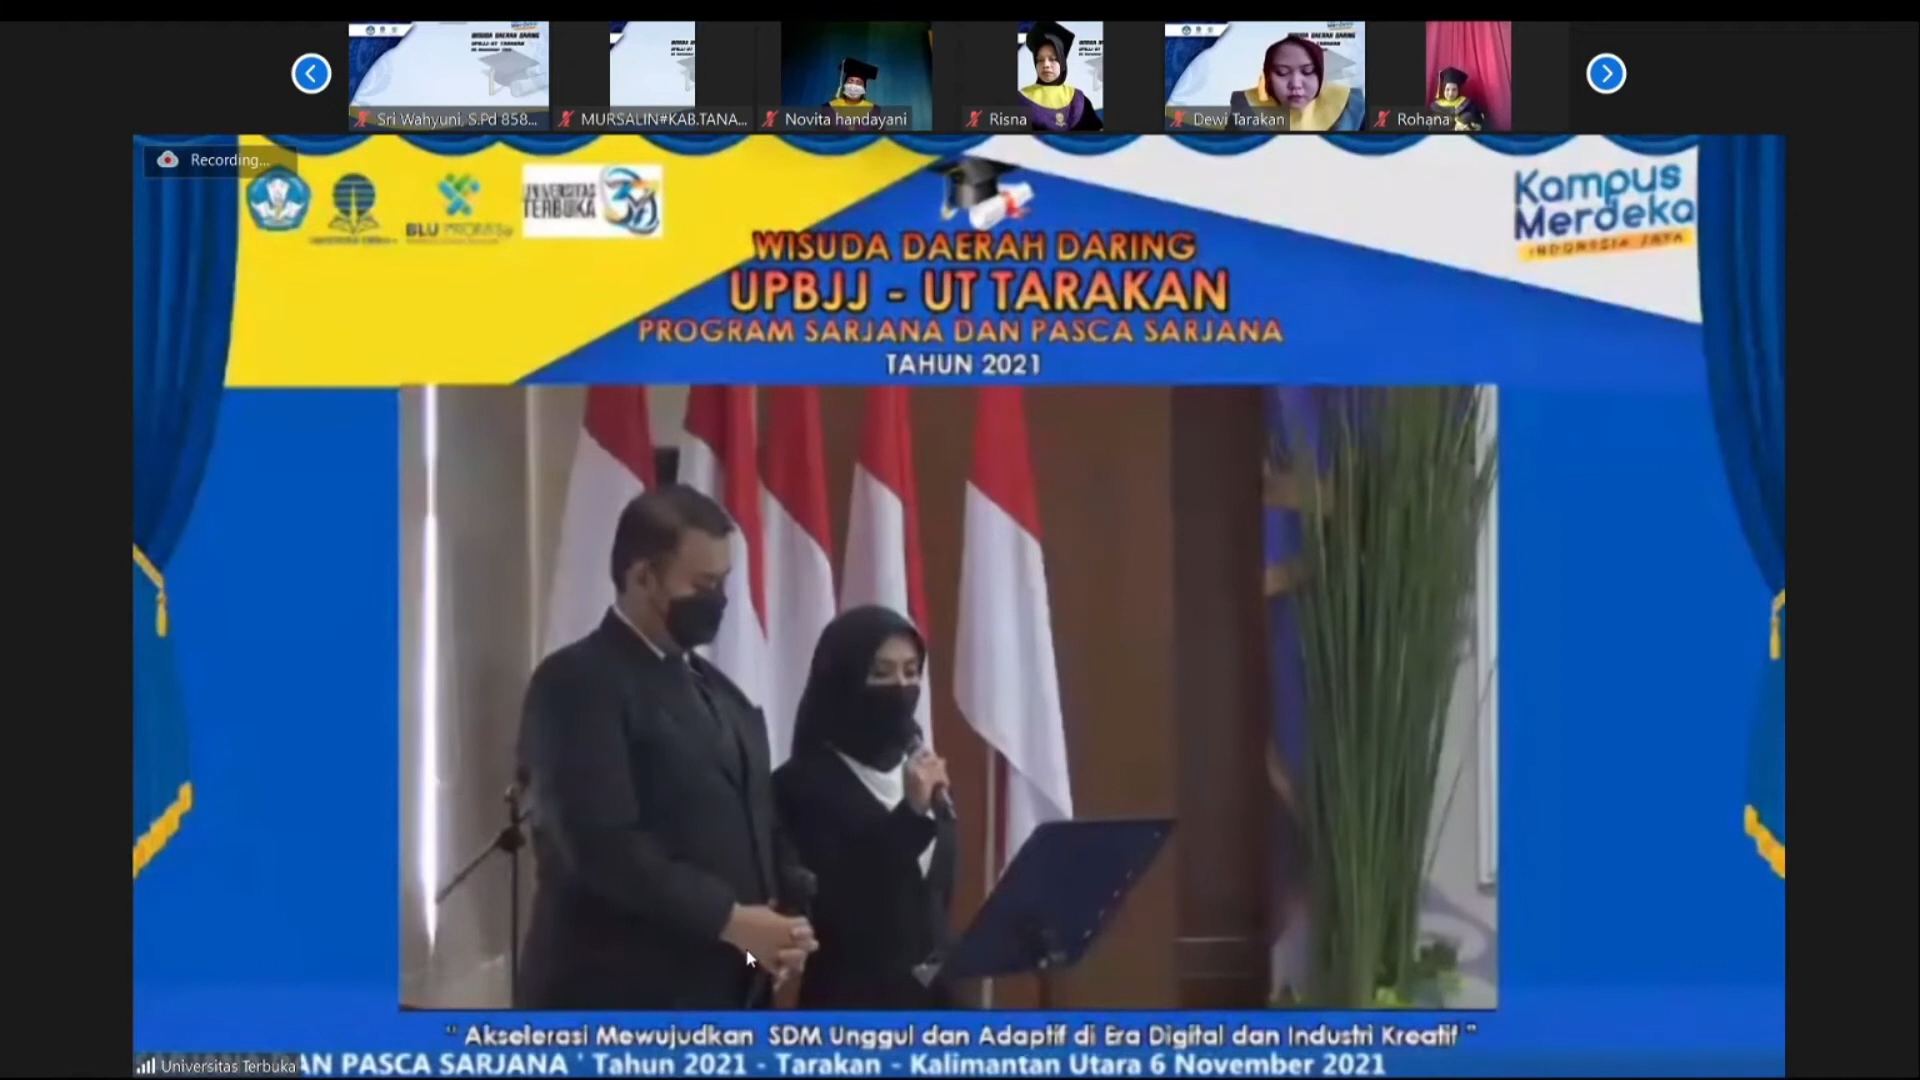 WISUDA DAERAH DARING
Sri Wahyuni, S.Pd 858...
MURSALIN#KAB.TANA...
Novita handayani
Risna
Dewi Tarakan
Rohana
Recording...
UNIVERSITAS
TERBUKA
BLU
Kampus
Merdeka
INDONESIA JAYA
WISUDA DAERAH DARING
UPBJJ - UT TARAKAN
PROGRAM SARJANA DAN PASCA SARJANA
TAHUN 2021
" Akselerasi Mewujudkan SDM Unggul dan Adaptif di Era Digital dan Industri Kreatif "
Universitas Terbuka
AN PASCA SARJANA ' Tahun 2021 - Tarakan - Kalimantan Utara 6 November 2021